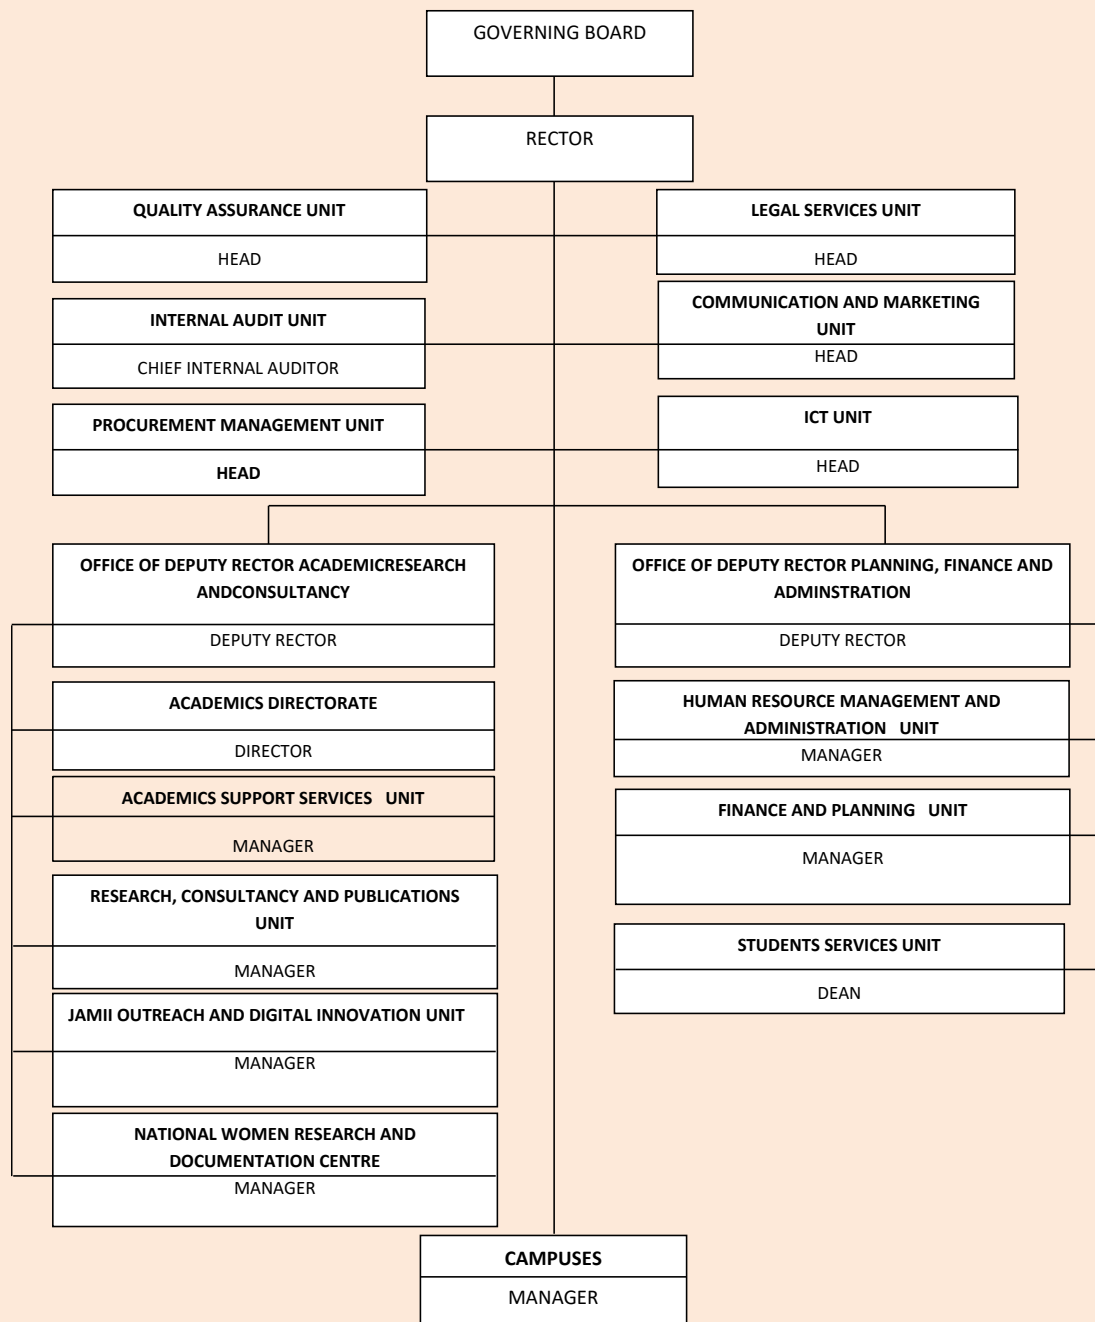 GOVERNING BOARD
RECTOR
QUALITY ASSURANCE UNIT
HEAD
LEGAL SERVICES UNIT
HEAD
INTERNAL AUDIT UNIT
CHIEF INTERNAL AUDITOR
COMMUNICATION AND MARKETING
UNIT
HEAD
PROCUREMENT MANAGEMENT UNIT
HEAD
ICT UNIT
HEAD
OFFICE OF DEPUTY RECTOR ACADEMICRESEARCH
ANDCONSULTANCY
DEPUTY RECTOR
OFFICE OF DEPUTY RECTOR PLANNING, FINANCE AND
ADMINSTRATION
DEPUTY RECTOR
ACADEMICS DIRECTORATE
DIRECTOR
HUMAN RESOURCE MANAGEMENT AND
ADMINISTRATION UNIT
MANAGER
ACADEMICS SUPPORT SERVICES UNIT
MANAGER
FINANCE AND PLANNING UNIT
MANAGER
RESEARCH, CONSULTANCY AND PUBLICATIONS
UNIT
MANAGER
STUDENTS SERVICES UNIT
DEAN
JAMII OUTREACH AND DIGITAL INNOVATION UNIT
MANAGER
NATIONAL WOMEN RESEARCH AND
DOCUMENTATION CENTRE
MANAGER
CAMPUSES
MANAGER